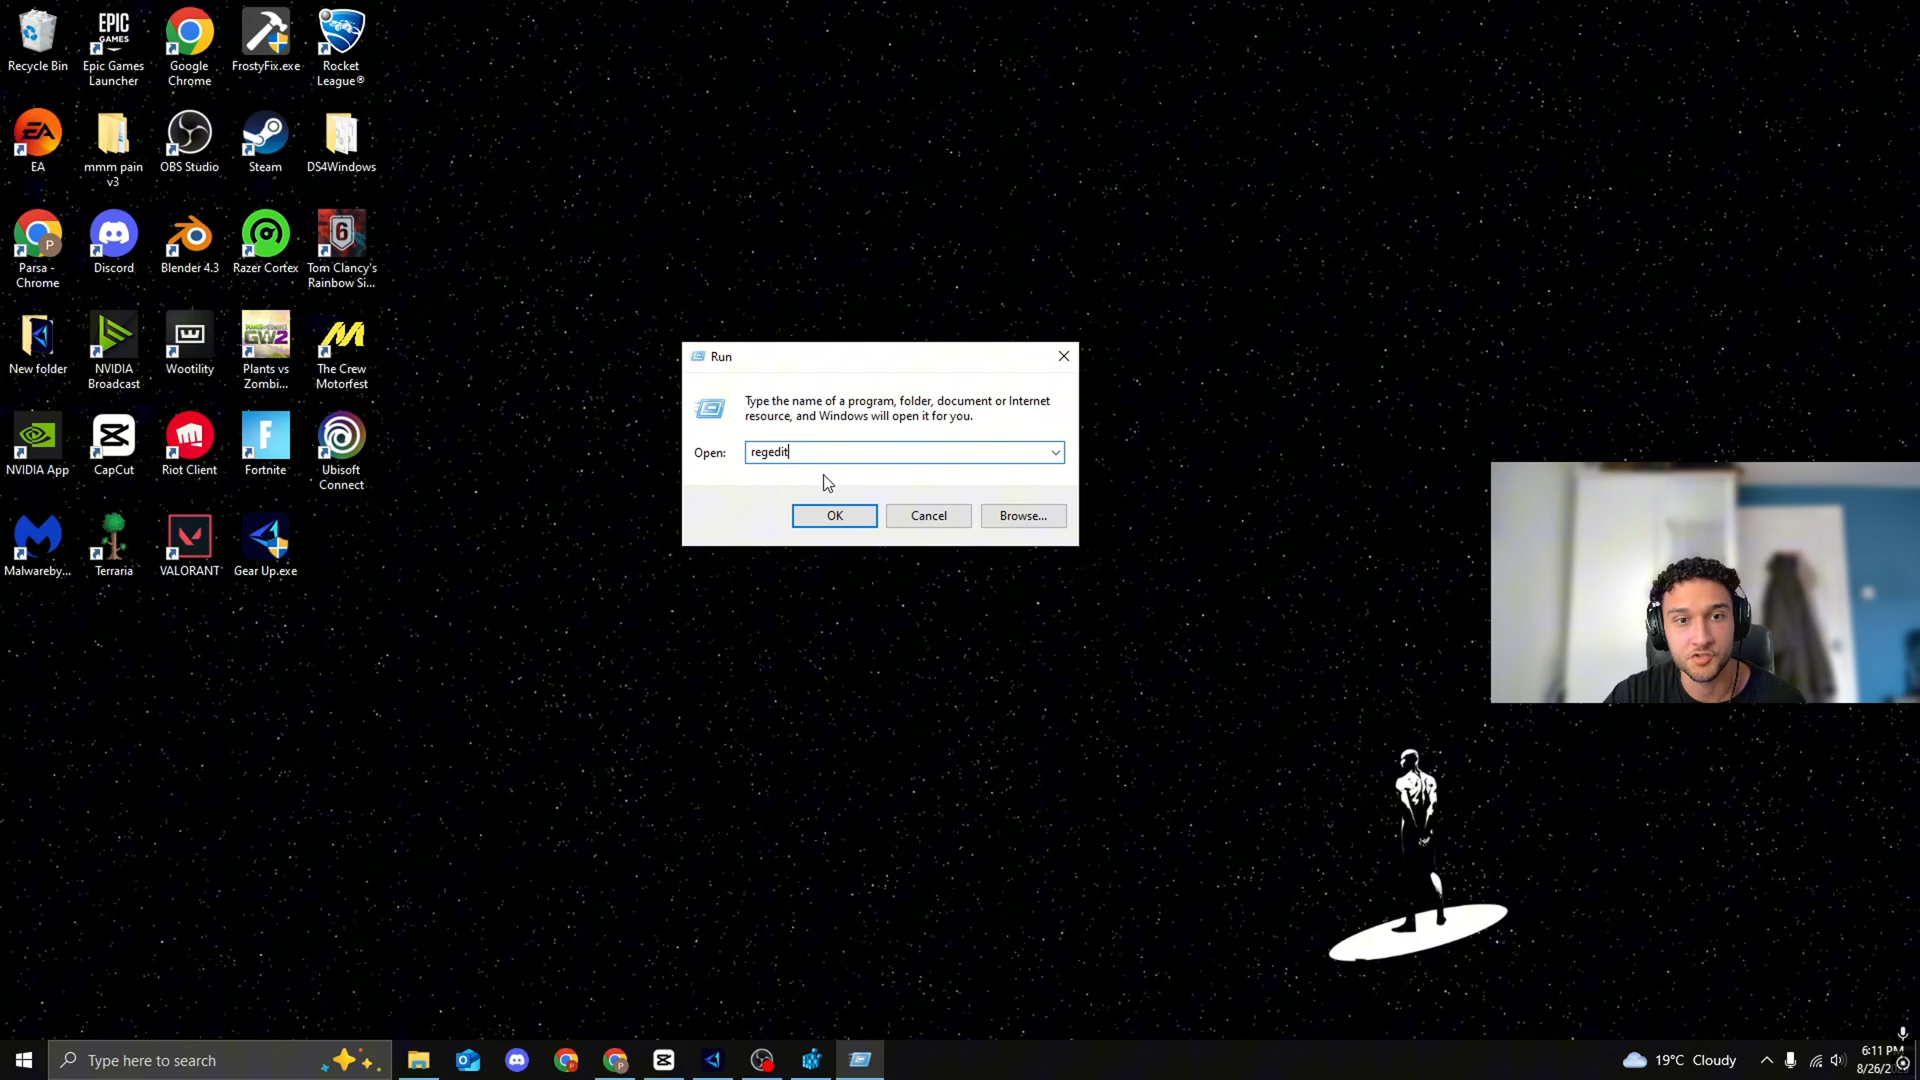 Recycle Bin
EPIC
GAMES
Epic Games
Launcher
Google
Chrome
FrostyFix.exe
Rocket
League®
EA
EA
mmm pain
v3
OBS Studio
Steam
DS4Windows
P
Parsa -
Chrome
Discord
Blender 4.3
Razer Cortex
6
Tom Clancy's
Rainbow Si...
New folder
NVIDIA
Broadcast
Wootility
GW2
Plants vs
Zombi...
The Crew
Motorfest
NVIDIA App
CapCut
Riot Client
F
Fortnite
Ubisoft
Connect
Malwareby...
Terraria
VALORANT
Gear Up.exe
Run
Type the name of a program, folder, document or Internet
resource, and Windows will open it for you.
Open:
regedit
OK
Cancel
Browse...
Type here to search
19°C Cloudy
6:11 PM